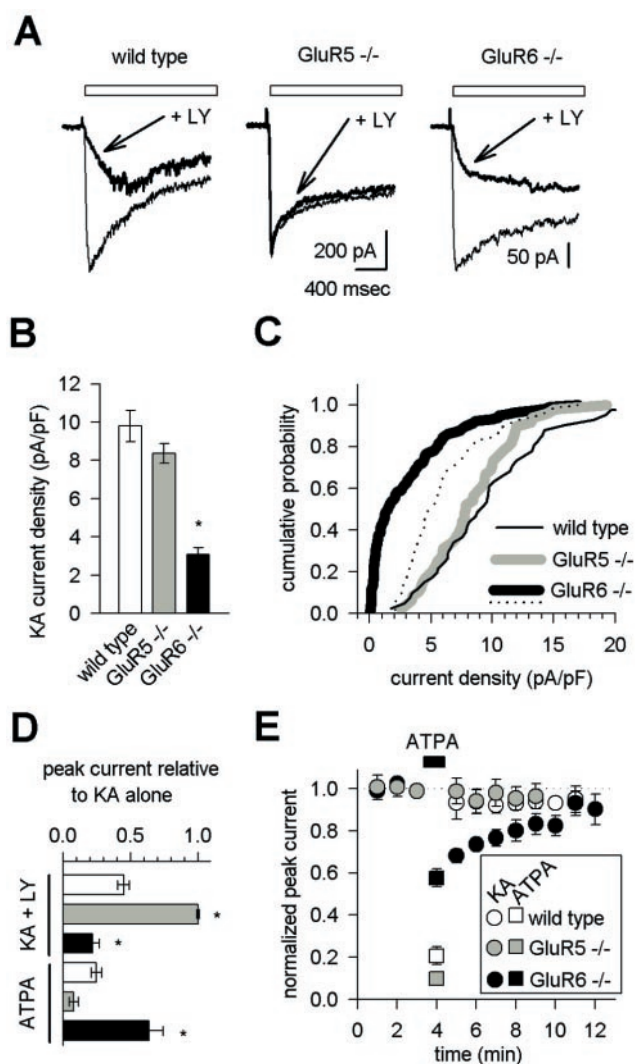 A
wild type
GluR5 -/-
GluR6 -/-
+ LY
+ LY
+ LY
200 pA
400 msec
50 pA
B
KA current density (pA/pF)
12
10
8
6
4
2
0
*
wild type
GluR5 -/-
GluR6 -/-
C
cumulative probability
1.0
0.8
0.6
0.4
0.2
0.0
wild type
GluR5 -/-
GluR6 -/-
0 5 10 15 20
current density (pA/pF)
D
peak current relative
to KA alone
0.0 0.5 1.0
KA + LY
*
*
ATPA
*
E
ATPA
normalized peak current
1.0
0.8
0.6
0.4
0.2
0.0
KA
ATPA
wild type
GluR5 -/-
GluR6 -/-
0 2 4 6 8 10 12
time (min)